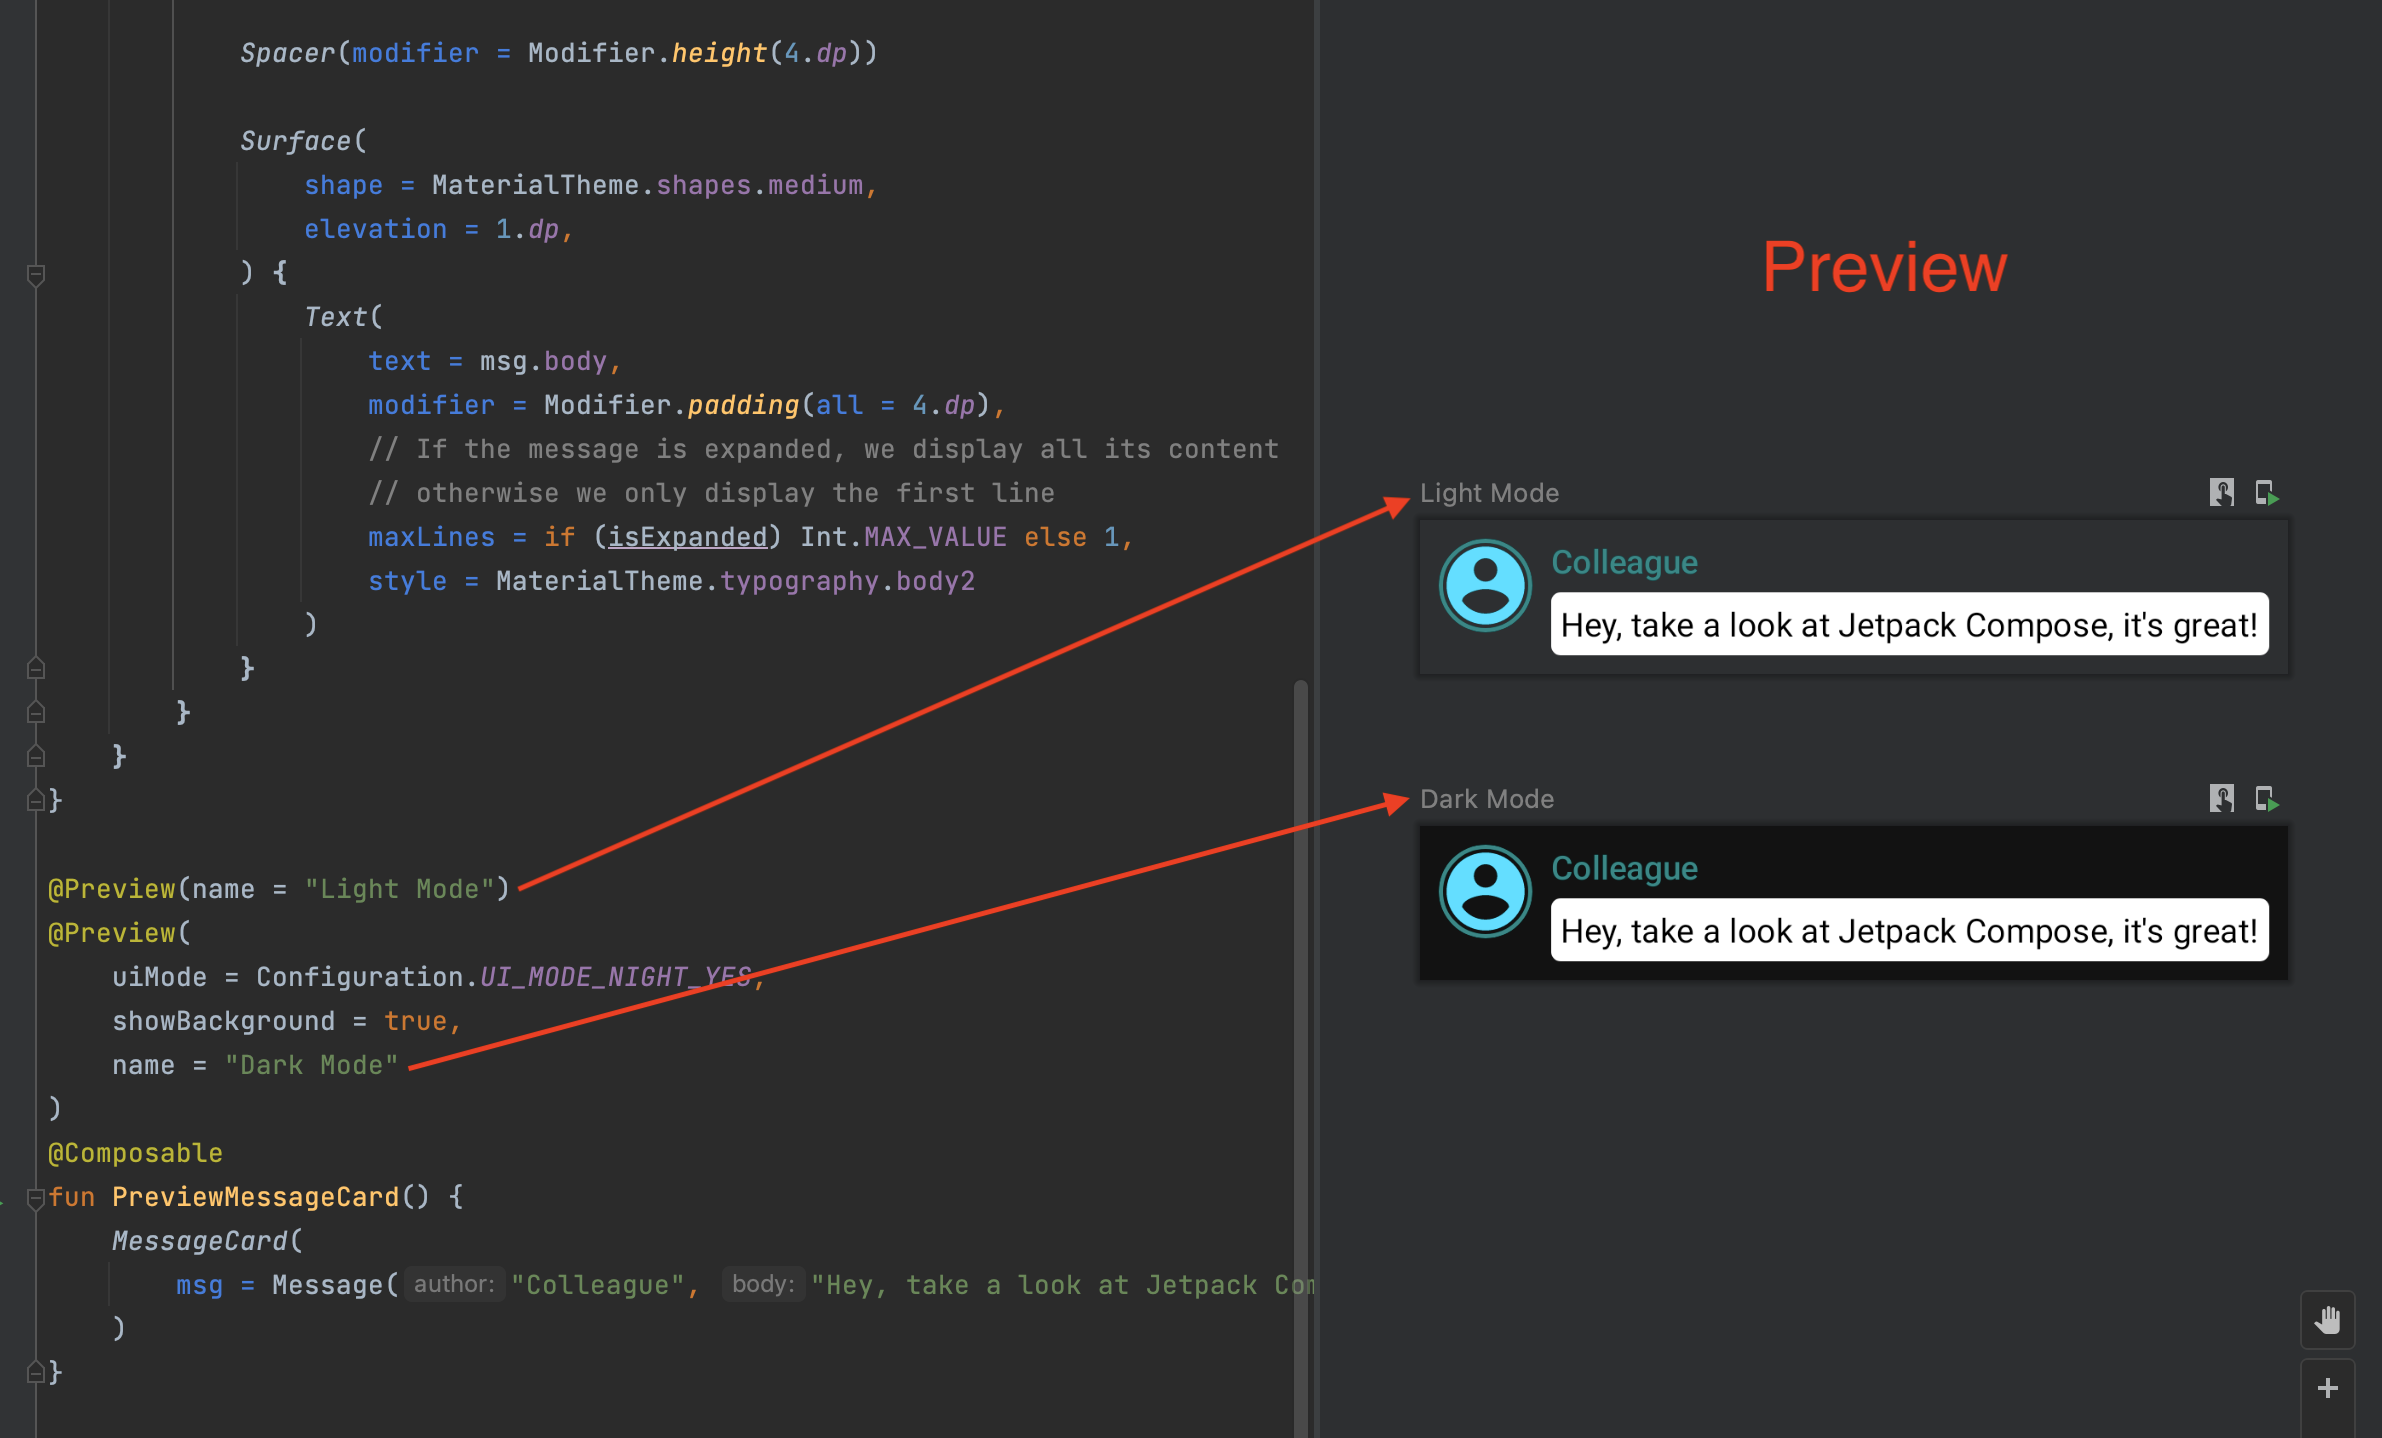 Spacer(modifier = Modifier.height(4.dp))
Surface(
shape = MaterialTheme.shapes.medium,
elevation = 1.dp,
) {
Text(
text = msg.body,
modifier = Modifier.padding(all = 4.dp),
// If the message is expanded, we display all its content
// otherwise we only display the first line
maxLines = if (isExpanded) Int.MAX_VALUE else 1,
style = MaterialTheme.typography.body2
)
}
}
}
}
@Preview(name = "Light Mode")
@Preview(
uiMode = Configuration.UI_MODE_NIGHT_YES,
showBackground = true,
name = "Dark Mode"
)
@Composable
fun PreviewMessageCard() {
MessageCard(
msg = Message( author: "Colleague", body: "Hey, take a look at Jetpack Com
)
}
Preview
Light Mode
Colleague
Hey, take a look at Jetpack Compose, it's great!
Dark Mode
Colleague
Hey, take a look at Jetpack Compose, it's great!